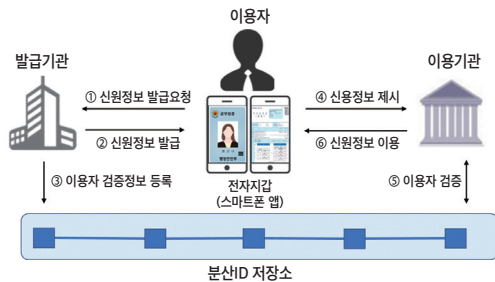 이용자
발급기관
이용기관
① 신원정보 발급요청
④ 신용정보 제시
② 신원정보 발급
⑥ 신원정보 이용
③ 이용자 검증정보 등록
전자지갑
(스마트폰 앱)
⑤ 이용자 검증
분산ID 저장소